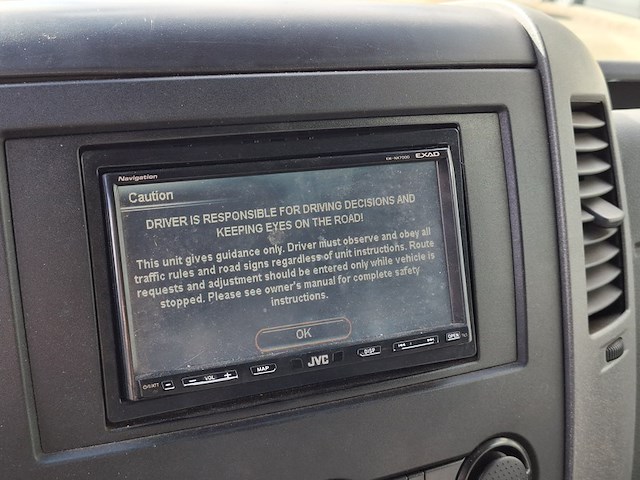 Navigation
KW-NX7000 EXAD
Caution
DRIVER IS RESPONSIBLE FOR DRIVING DECISIONS AND
KEEPING EYES ON THE ROAD!
This unit gives guidance only. Driver must observe and obey all
traffic rules and road signs regardless of unit instructions. Route
requests and adjustment should be entered only while vehicle is
stopped. Please see owner's manual for complete safety
instructions.
OK
VOL MAP JVC DISP OPEN